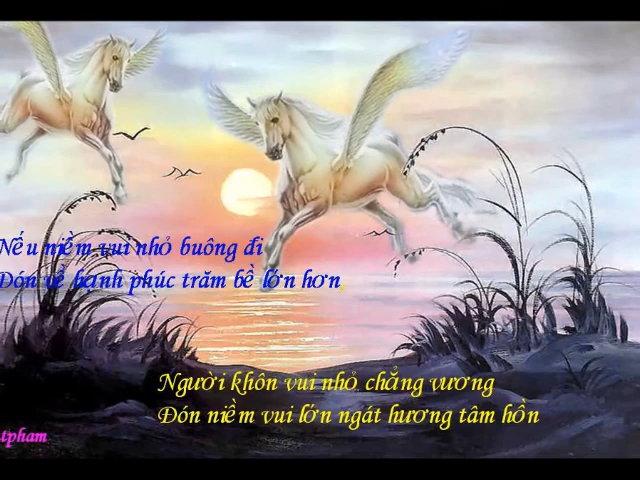 Nếu niềm vui nhỏ buông đi
Đón về hạnh phúc trăm bề lớn hơn
Người khôn vui nhỏ chẳng vương
Đón niềm vui lớn ngát hương tâm hồn
tpham